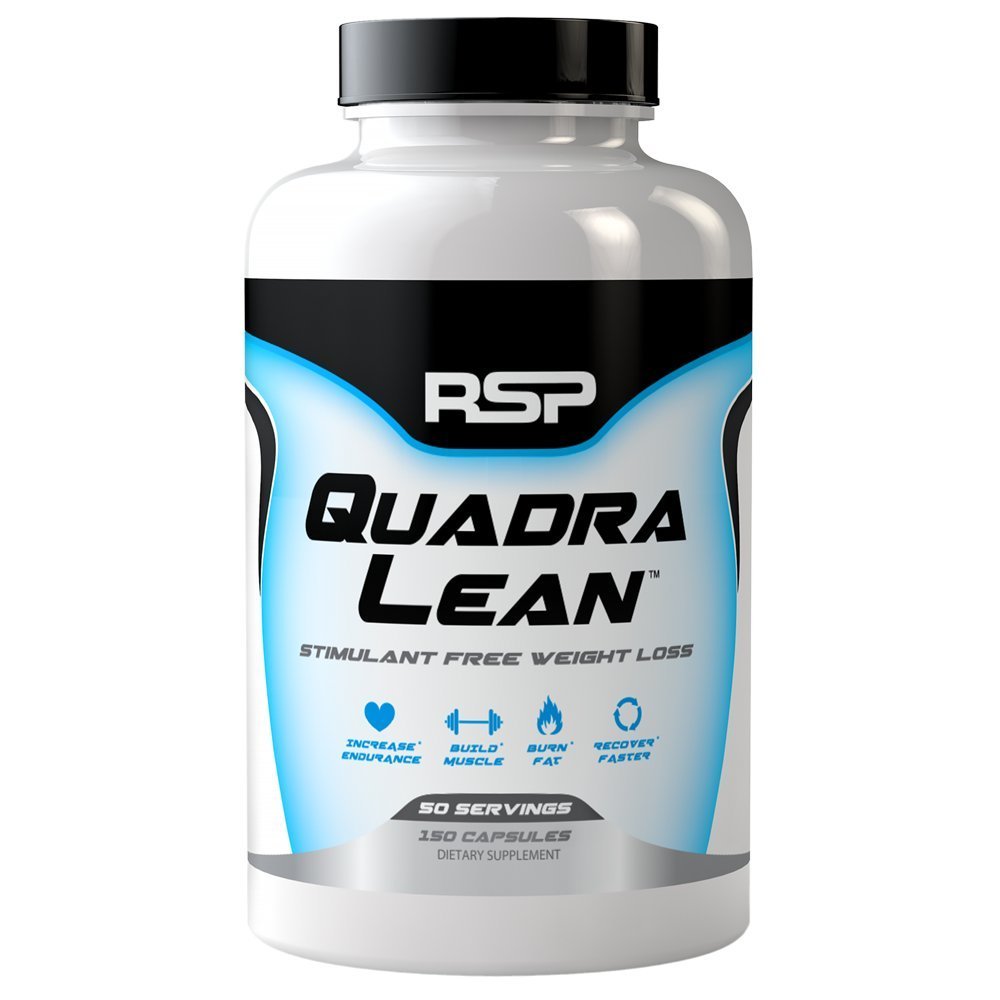 RSP
QUADRA
LEAN™
STIMULANT FREE WEIGHT LOSS
INCREASE*
ENDURANCE
BUILD*
MUSCLE
BURN*
FAT
RECOVER*
FASTER
50 SERVINGS
150 CAPSULES
DIETARY SUPPLEMENT